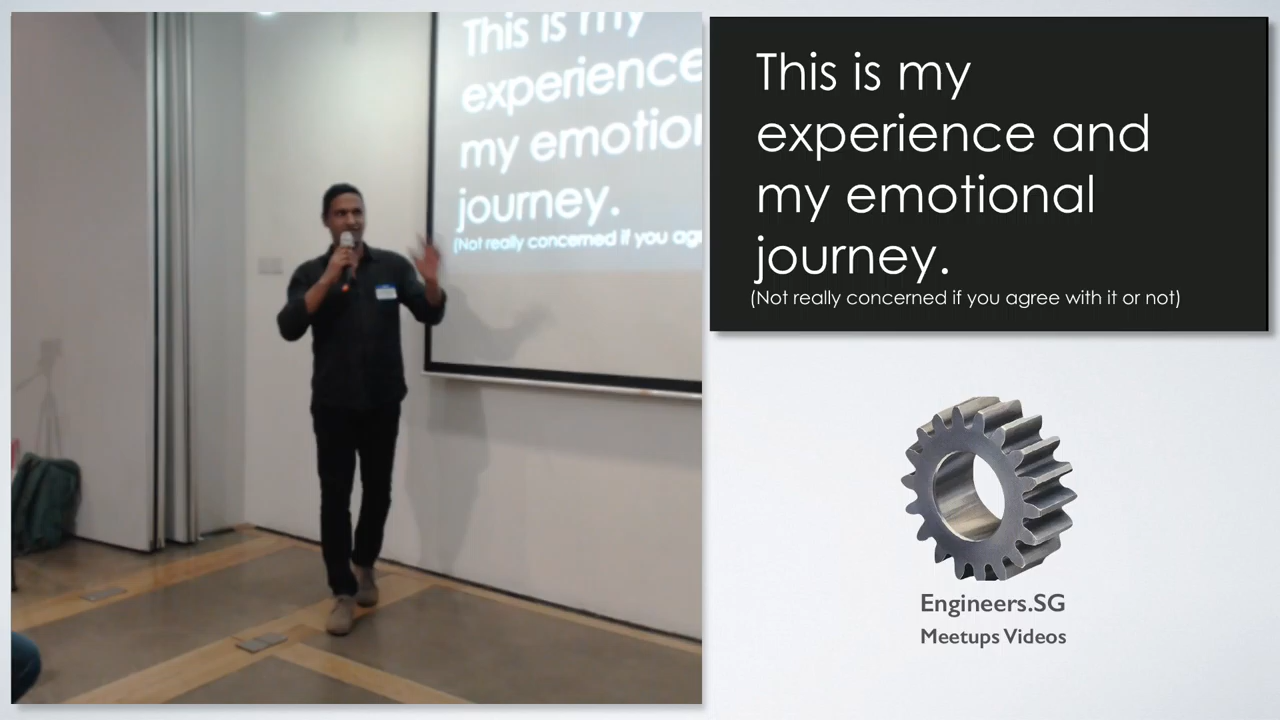 This is my
experience
my emotion
journey.
(Not really concerned if you agr
This is my
experience and
my emotional
journey.
(Not really concerned if you agree with it or not)
Engineers.SG
Meetups Videos